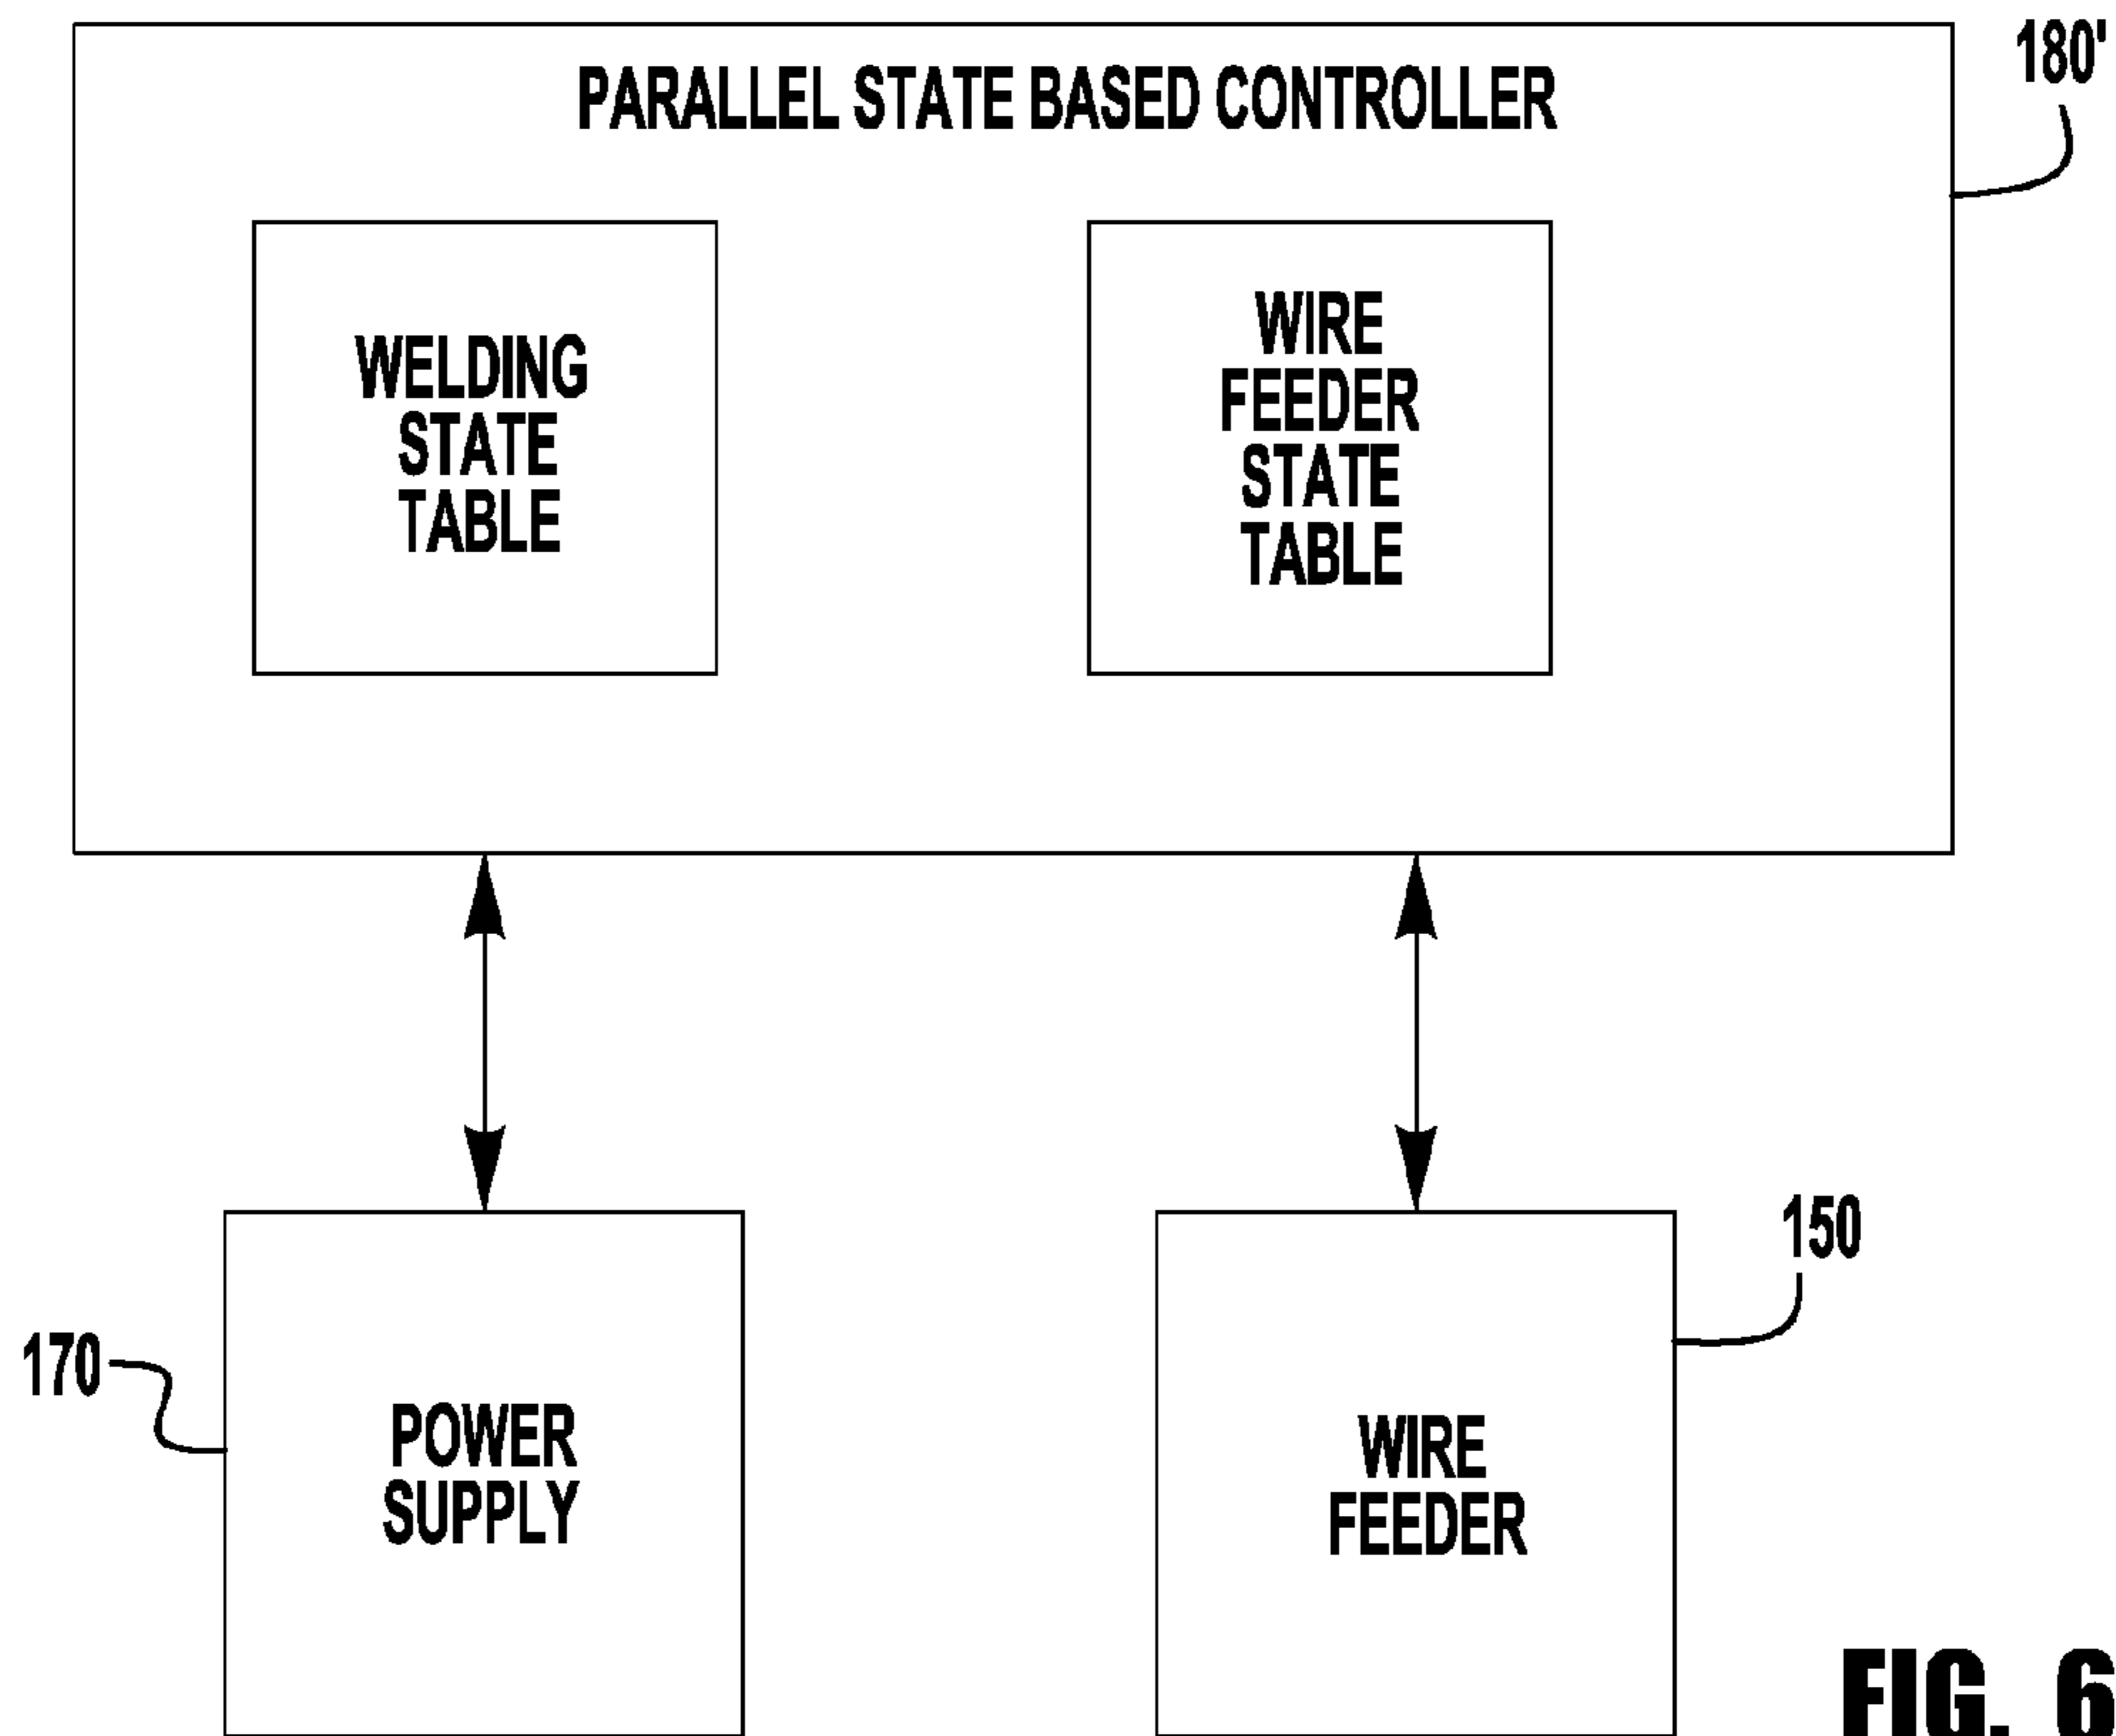 180'
PARALLEL STATE BASED CONTROLLER
WELDING
STATE
TABLE
WIRE
FEEDER
STATE
TABLE
150
170
POWER
SUPPLY
WIRE
FEEDER
FIG. 6